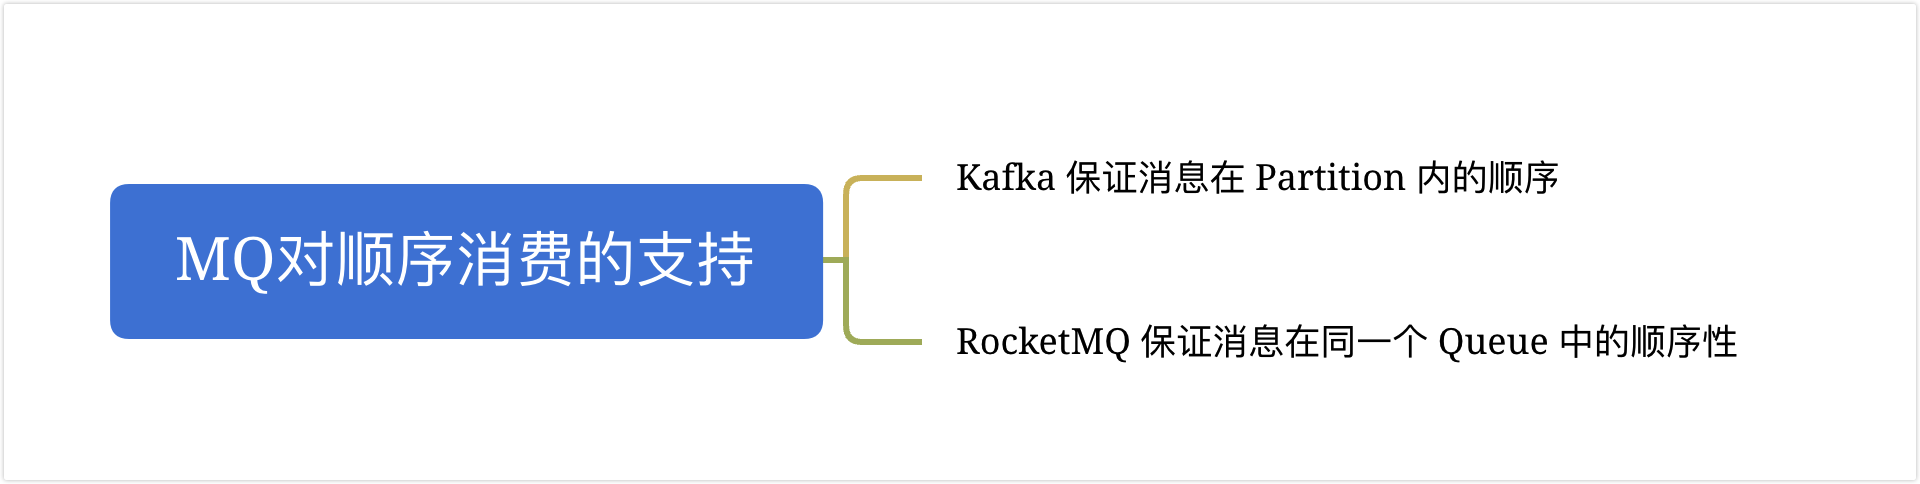 MQ对顺序消费的支持
Kafka 保证消息在 Partition 内的顺序
RocketMQ 保证消息在同一个 Queue 中的顺序性